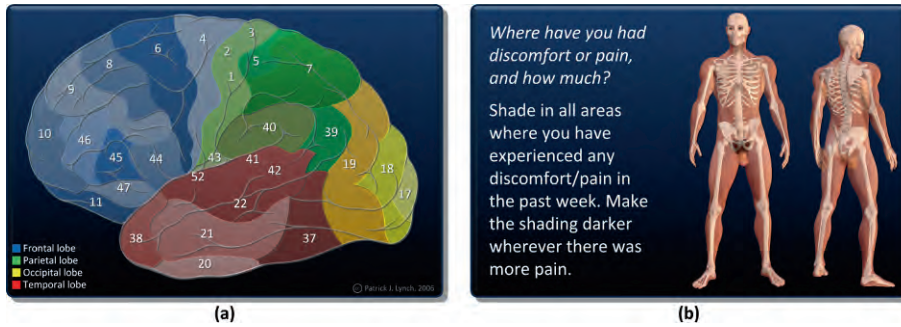 3
4
6
2
8
5
7
1
9
10
46
40
39
45
44
43
41
19
18
42
52
47
17
11
22
21
38
37
20
Frontal lobe
Parietal lobe
Occipital lobe
Temporal lobe
(cc) Patrick J. Lynch, 2006
(a)
Where have you had
discomfort or pain,
and how much?
Shade in all areas
where you have
experienced any
discomfort/pain in
the past week. Make
the shading darker
wherever there was
more pain.
(b)